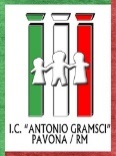 I.C. "ANTONIO GRAMSCI"
PAVONA / RM